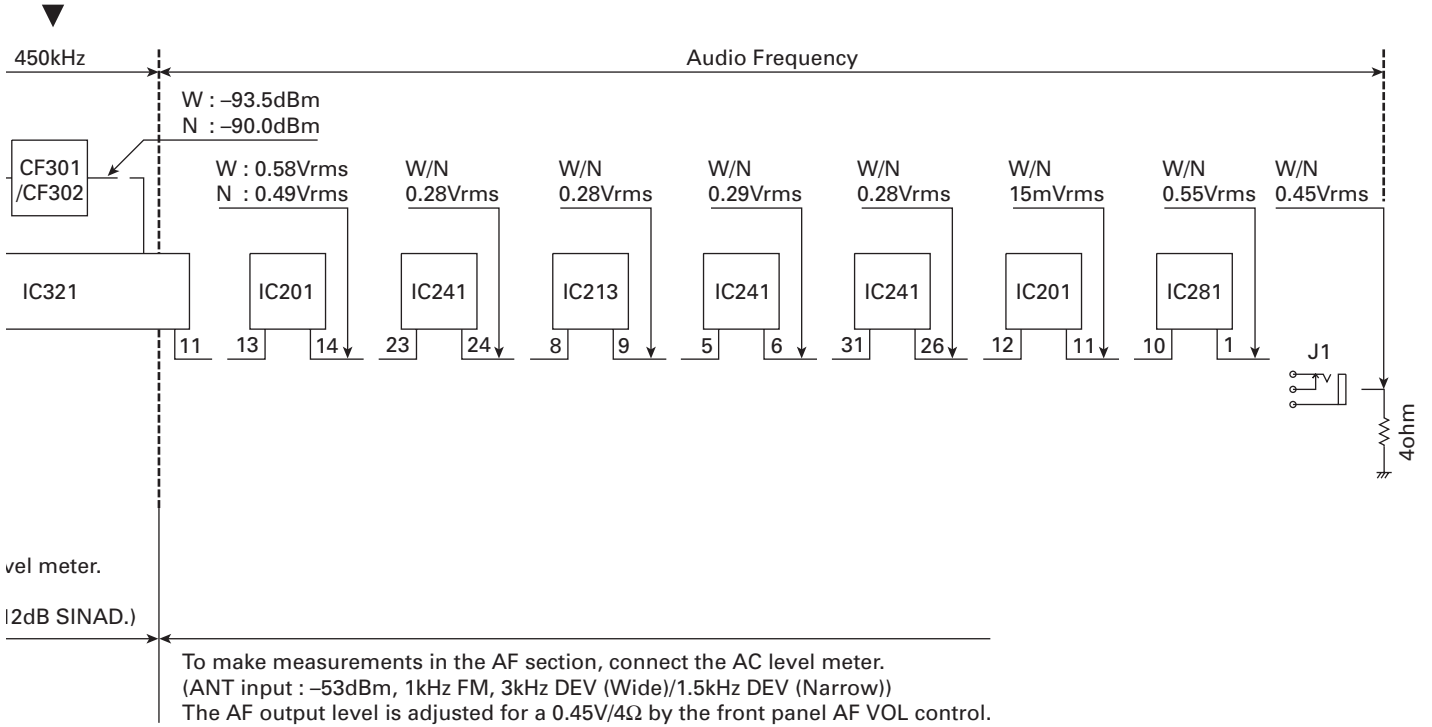 450kHz
Audio Frequency
W : –93.5dBm
N : –90.0dBm
CF301
/CF302
W : 0.58Vrms
N : 0.49Vrms
W/N
0.28Vrms
W/N
0.28Vrms
W/N
0.29Vrms
W/N
0.28Vrms
W/N
15mVrms
W/N
0.55Vrms
W/N
0.45Vrms
IC321
IC201
IC241
IC213
IC241
IC241
IC201
IC281
11
13
14
23
24
8
9
5
6
31
26
12
11
10
1
J1
4ohm
vel meter.
12dB SINAD.)
To make measurements in the AF section, connect the AC level meter.
(ANT input : –53dBm, 1kHz FM, 3kHz DEV (Wide)/1.5kHz DEV (Narrow))
The AF output level is adjusted for a 0.45V/4Ω by the front panel AF VOL control.